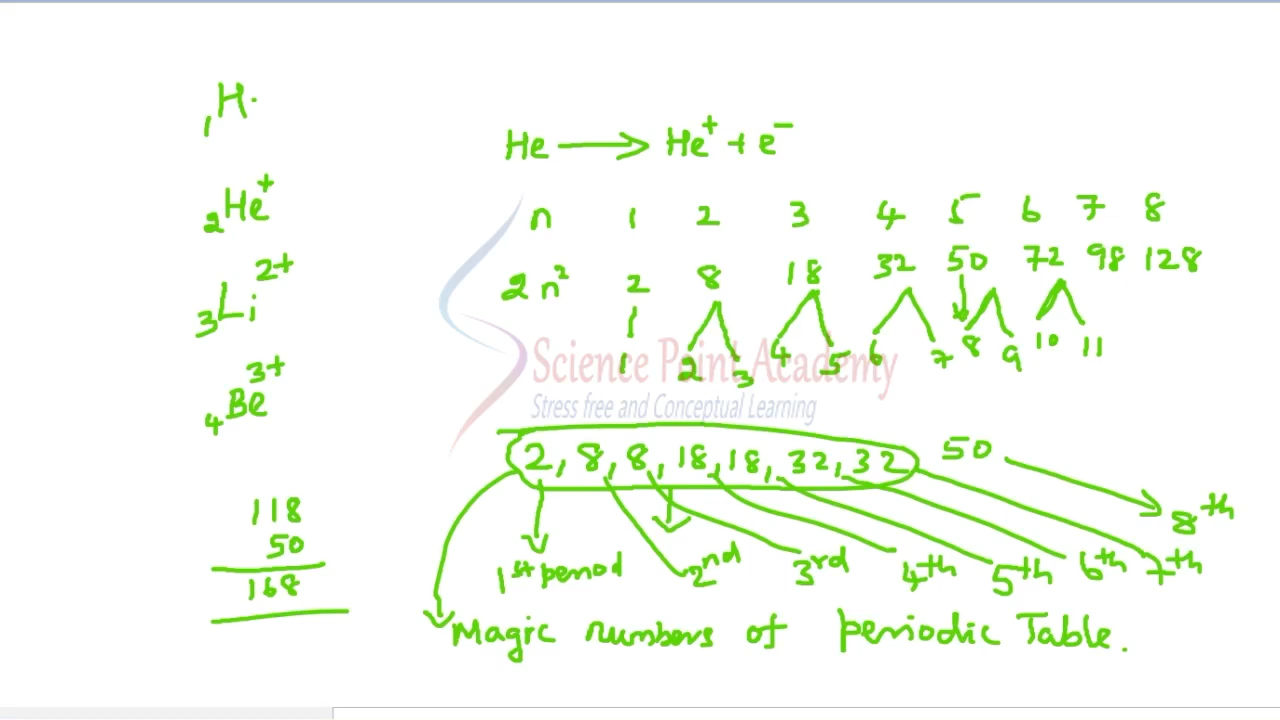 ₁H·
He ⟶ He⁺ + e⁻
₂He⁺
n 1 2 3 4 5 6 7 8
₃Li²⁺
2n² 2 8 18 32 50 72 98 128
1 2 3 4 5 6 7 8 9 10 11
Science Point Academy
Stress free and Conceptual Learning
₄Be³⁺
2, 8, 8, 18, 18, 32, 32 50
118
50
168
1st period 2nd 3rd 4th 5th 6th 7th 8th
Magic numbers of periodic Table.